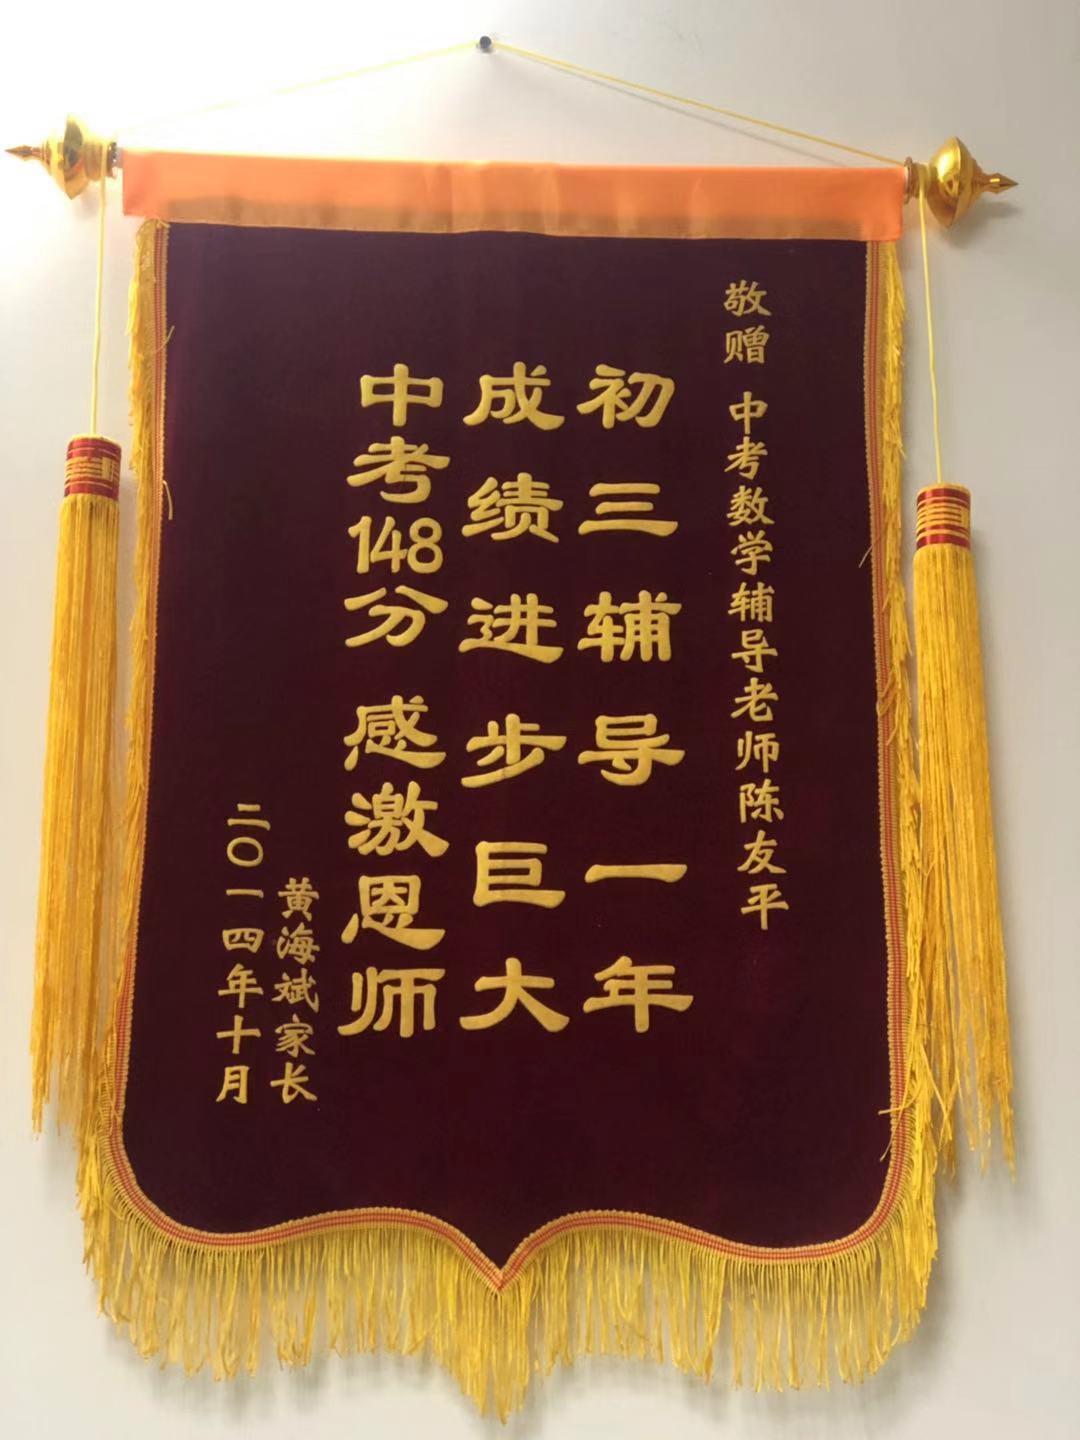 敬赠 中考数学辅导老师陈友平
初三辅导一年
成绩进步巨大
中考148分 感激恩师
黄海斌家长
二〇一四年十月